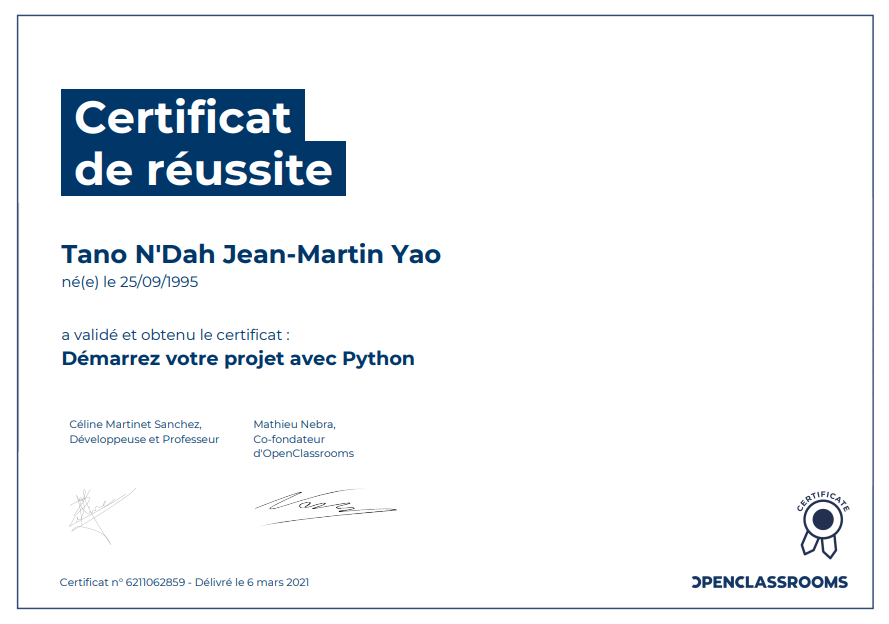 Certificat
de réussite
Tano N'Dah Jean-Martin Yao
né(e) le 25/09/1995
a validé et obtenu le certificat :
Démarrez votre projet avec Python
Céline Martinet Sanchez,
Développeuse et Professeur
Mathieu Nebra,
Co-fondateur
d'OpenClassrooms
CERTIFICATE
Certificat n° 6211062859 - Délivré le 6 mars 2021
OPENCLASSROOMS